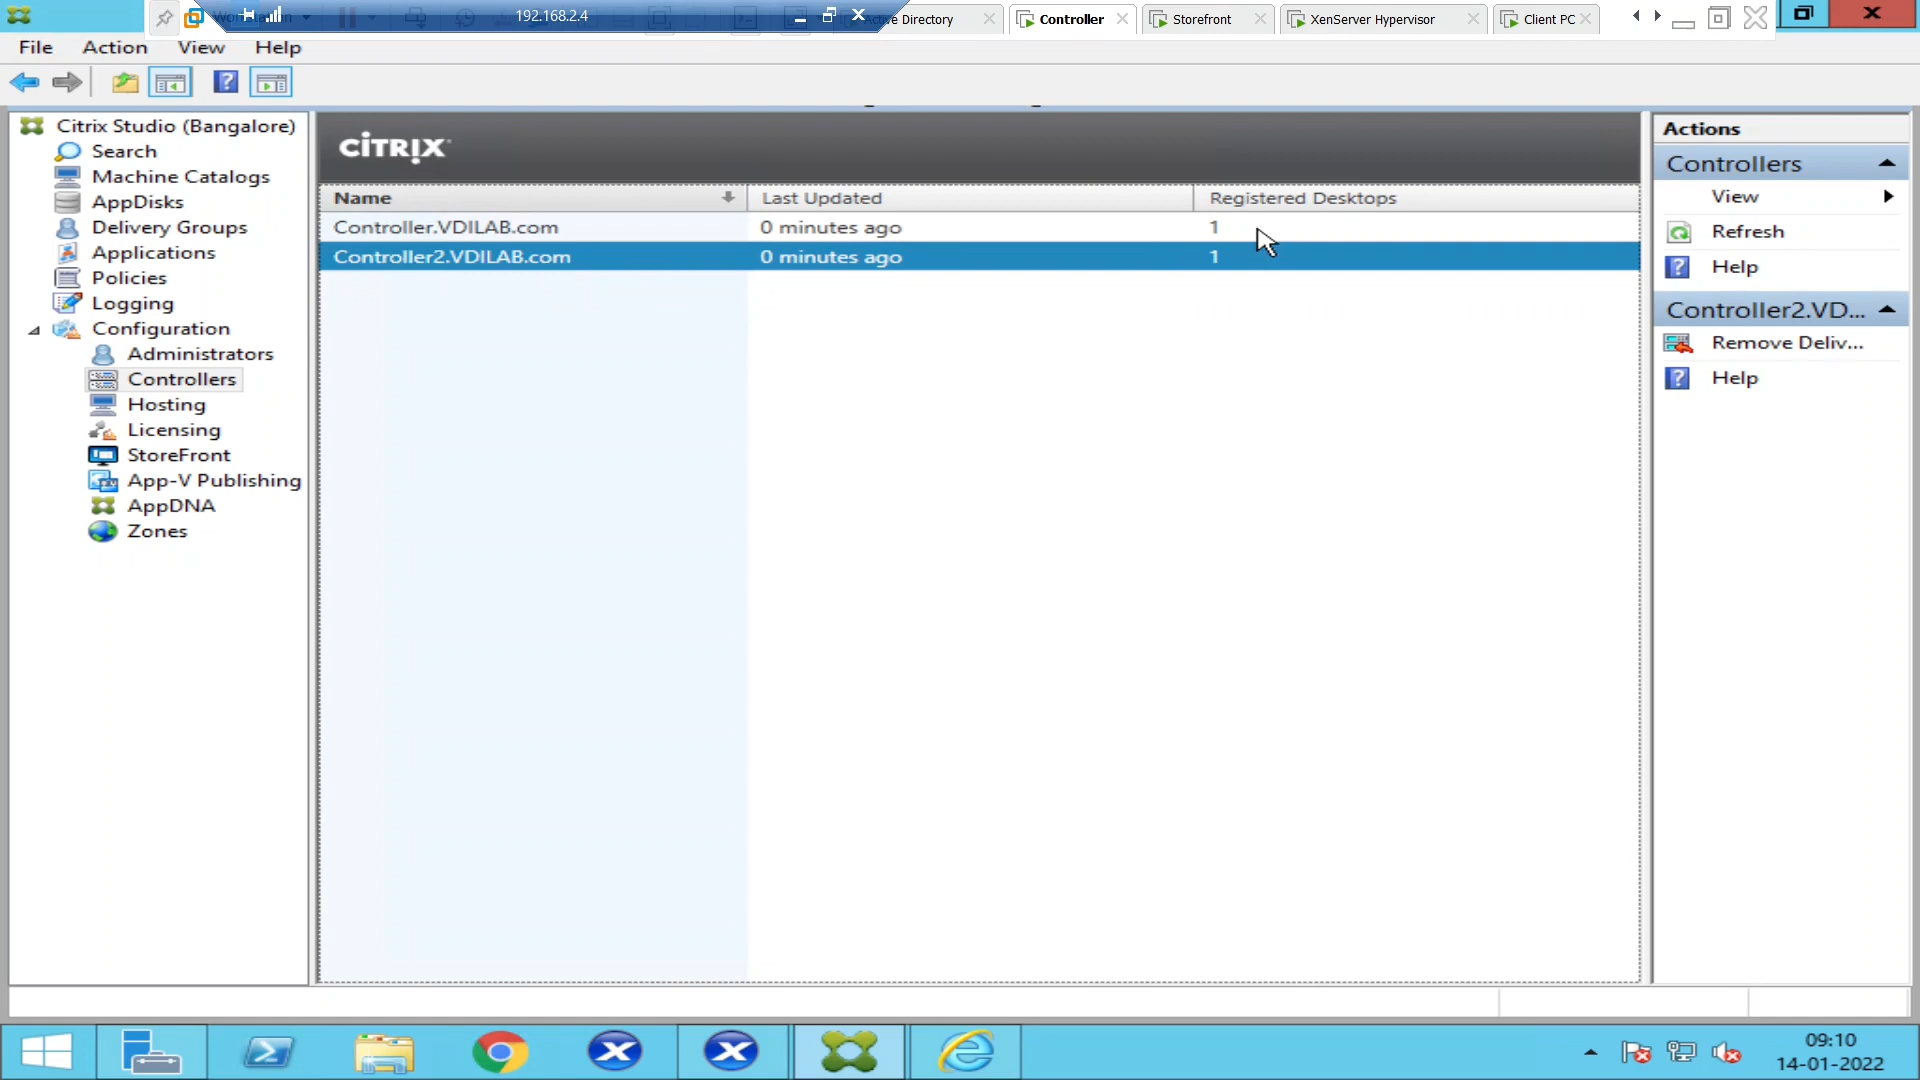 192.168.2.4
Active Directory
Controller
Storefront
XenServer Hypervisor
Client PC
File Action View Help
Citrix Studio (Bangalore)
Search
Machine Catalogs
AppDisks
Delivery Groups
Applications
Policies
Logging
Configuration
Administrators
Controllers
Hosting
Licensing
StoreFront
App-V Publishing
AppDNA
Zones
CİTRIX
Name Last Updated Registered Desktops
Controller.VDILAB.com 0 minutes ago 1
Controller2.VDILAB.com 0 minutes ago 1
Actions
Controllers
View
Refresh
Help
Controller2.VD...
Remove Deliv...
Help
09:10
14-01-2022